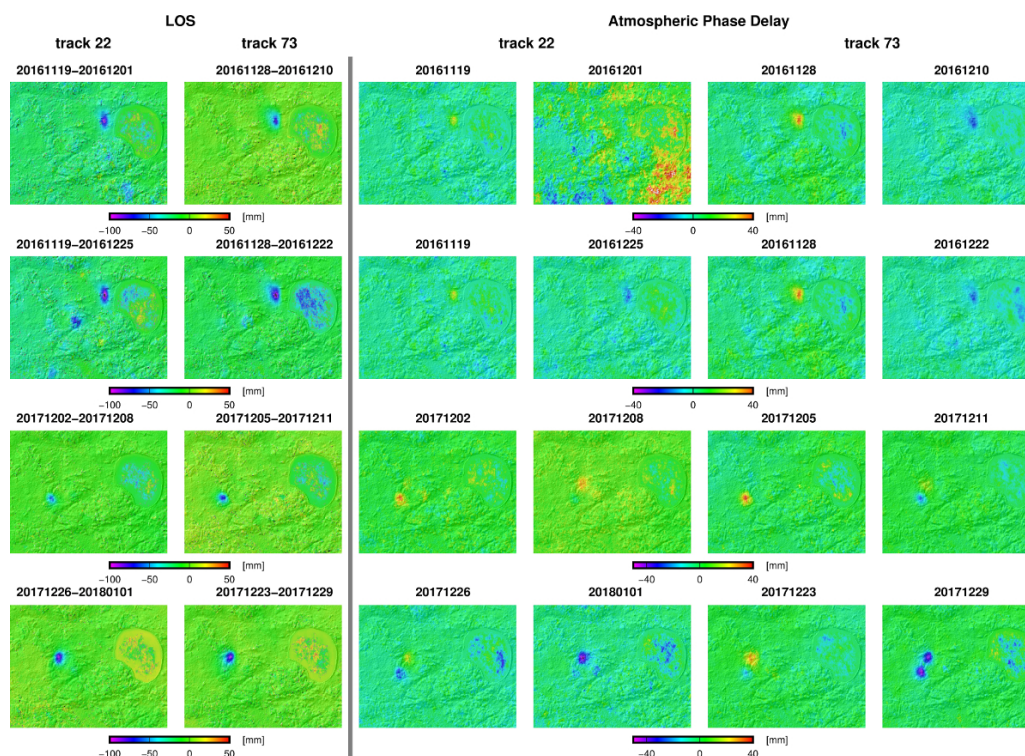 LOS Atmospheric Phase Delay
track 22 track 73 track 22 track 73
20161119−20161201 20161128−20161210 20161119 20161201 20161128 20161210
−100 −50 0 50 [mm] −40 0 40 [mm]
20161119−20161225 20161128−20161222 20161119 20161225 20161128 20161222
−100 −50 0 50 [mm] −40 0 40 [mm]
20171202−20171208 20171205−20171211 20171202 20171208 20171205 20171211
−100 −50 0 50 [mm] −40 0 40 [mm]
20171226−20180101 20171223−20171229 20171226 20180101 20171223 20171229
−100 −50 0 50 [mm] −40 0 40 [mm]